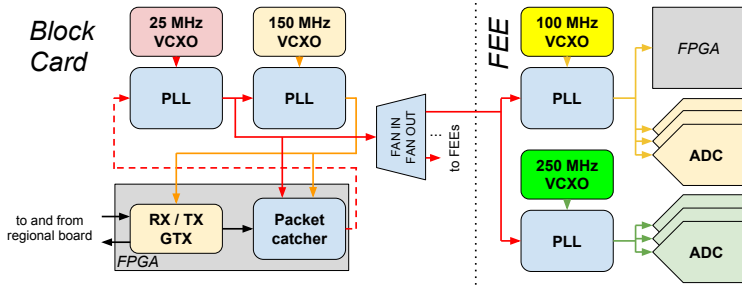 Block
Card
25 MHz
VCXO
150 MHz
VCXO
PLL
PLL
FAN IN
FAN OUT
...
to FEEs
to and from
regional board
RX / TX
GTX
Packet
catcher
FPGA
FEE
100 MHz
VCXO
PLL
FPGA
ADC
250 MHz
VCXO
PLL
ADC